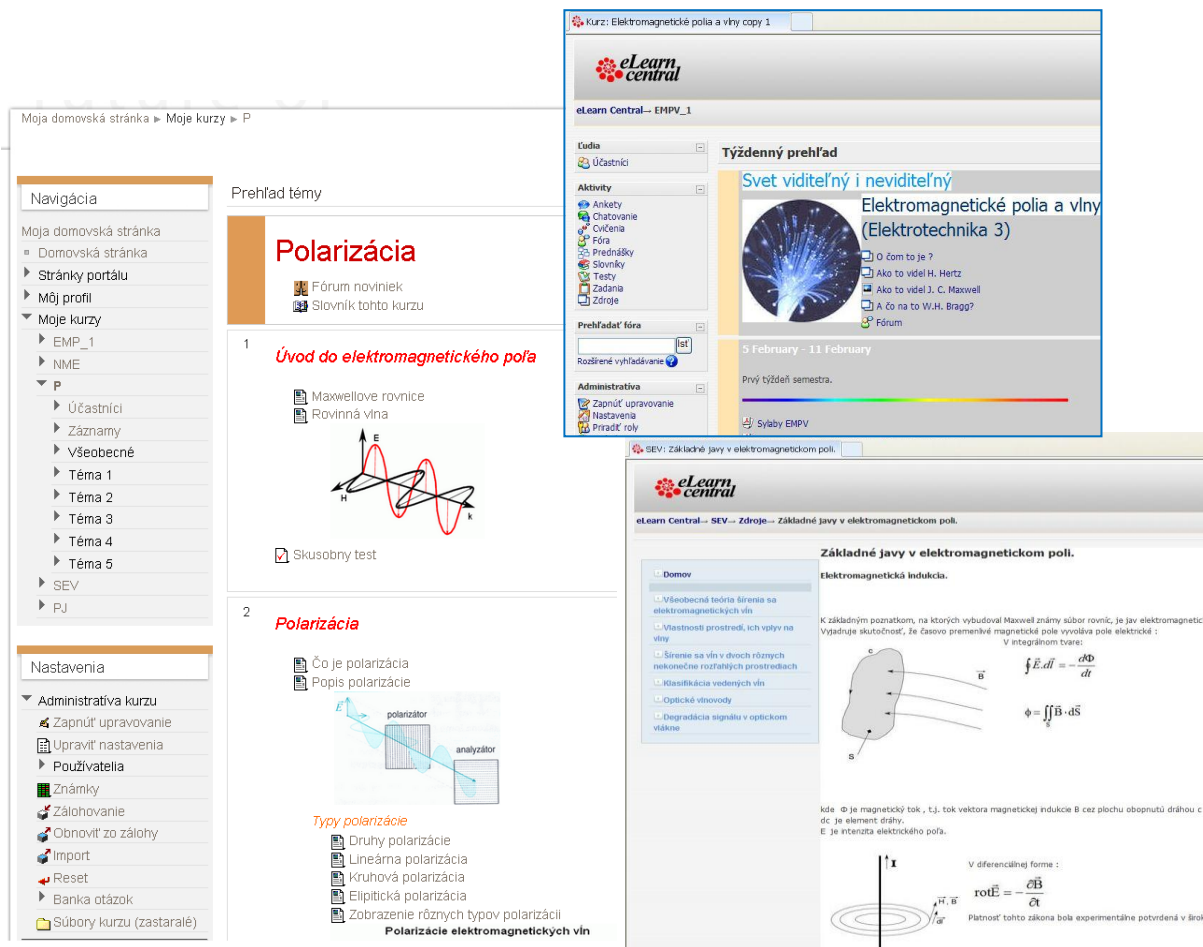 Moja domovská stránka ► Moje kurzy ► P
Navigácia
Moja domovská stránka
Domovská stránka
Stránky portálu
Môj profil
Moje kurzy
EMP_1
NME
P
Účastníci
Záznamy
Všeobecné
Téma 1
Téma 2
Téma 3
Téma 4
Téma 5
SEV
PJ
Nastavenia
Administratíva kurzu
Zapnúť upravovanie
Upraviť nastavenia
Používatelia
Známky
Zálohovanie
Obnoviť zo zálohy
Import
Reset
Banka otázok
Súbory kurzu (zastaralé)
Prehľad témy
Polarizácia
Fórum noviniek
Slovník tohto kurzu
1
Úvod do elektromagnetického poľa
Maxwellove rovnice
Rovinná vlna
E
H
k
Skusobny test
2
Polarizácia
Čo je polarizácia
Popis polarizácie
E
polarizátor
analyzátor
Typy polarizácie
Druhy polarizácie
Lineárna polarizácia
Kruhová polarizácia
Elipitická polarizácia
Zobrazenie rôznych typov polarizácii
Polarizácie elektromagnetických vĺn
Kurz: Elektromagnetické polia a vlny copy 1
eLearn
central
eLearn Central→ EMPV_1
Ľudia
Účastníci
Aktivity
Ankety
Chatovanie
Cvičenia
Fóra
Prednášky
Slovníky
Testy
Zadania
Zdroje
Prehľadať fóra
Ísť
Rozšírené vyhľadávanie
Administratíva
Zapnúť upravovanie
Nastavenia
Priradiť roly
Týždenný prehľad
Svet viditeľný i neviditeľný
Elektromagnetické polia a vlny
(Elektrotechnika 3)
O čom to je ?
Ako to videl H. Hertz
Ako to videl J. C. Maxwell
A čo na to W.H. Bragg?
Fórum
5 February - 11 February
Prvý týždeň semestra.
Sylaby EMPV
SEV: Základné javy v elektromagnetickom poli.
eLearn
central
eLearn Central→ SEV→ Zdroje→ Základné javy v elektromagnetickom poli.
Domov
Všeobecná teória šírenia sa
elektromagnetických vĺn
Vlastnosti prostredí, ich vplyv na
vlny
Šírenie sa vĺn v dvoch rôznych
nekonečne rozľahlých prostrediach
Klasifikácia vedených vĺn
Optické vlnovody
Degradácia signálu v optickom
vlákne
Základné javy v elektromagnetickom poli.
Elektromagnetická indukcia.
K základným poznatkom, na ktorých vybudoval Maxwell známy súbor rovníc, je jav elektromagnetic
Vyjadruje skutočnosť, že časovo premenlivé magnetické pole vyvoláva pole elektrické :
V integrálnom tvare:
c
B
S
∮E⃗.dl⃗ = −dΦ/dt
ϕ = ∬B⃗·dS⃗
S
kde Φ je magnetický tok , t.j. tok vektora magnetickej indukcie B cez plochu obopnutú dráhou c
dc je element dráhy.
E je intenzita elektrického poľa.
I
H, B
dl
V diferenciálnej forme :
rotE⃗ = −∂B⃗/∂t
Platnosť tohto zákona bola experimentálne potvrdená v širok